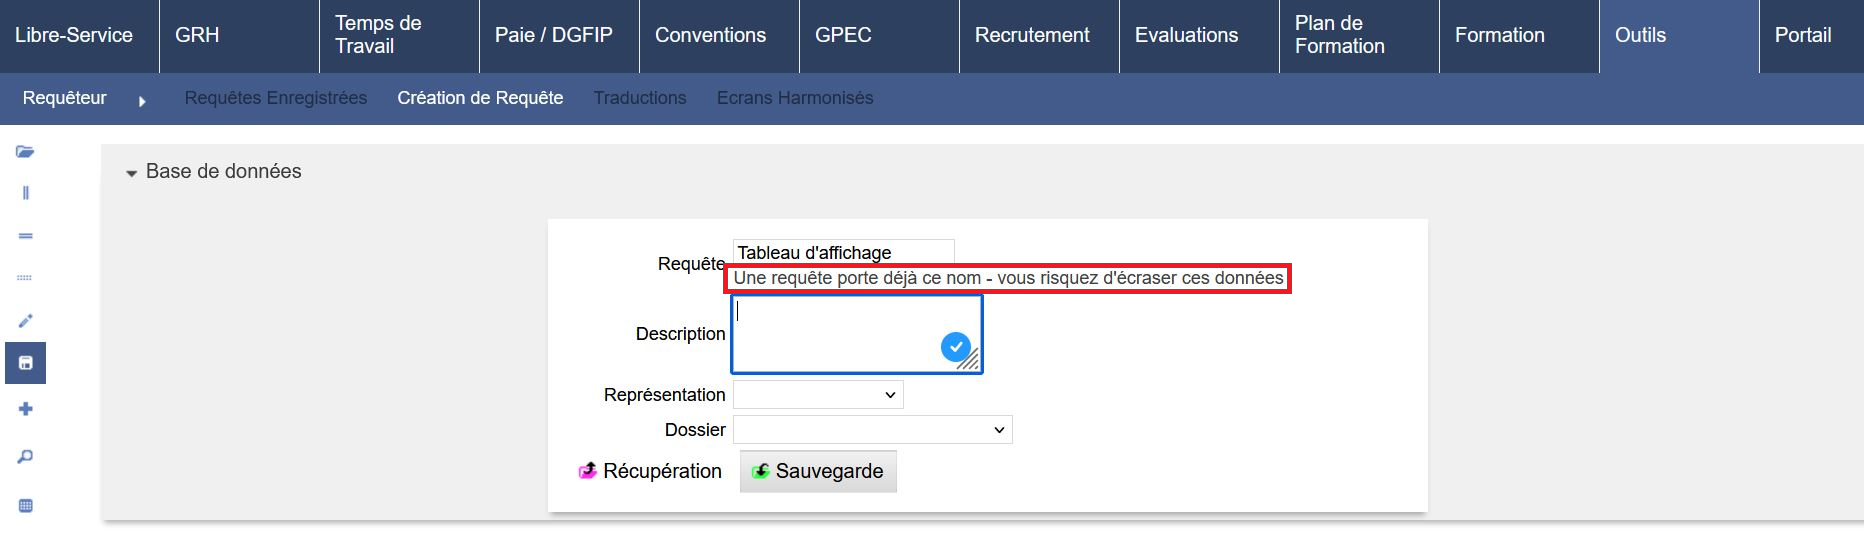 Libre-Service
GRH
Temps de
Travail
Paie / DGFIP
Conventions
GPEC
Recrutement
Evaluations
Plan de
Formation
Formation
Outils
Portail
Requêteur
Requêtes Enregistrées
Création de Requête
Traductions
Ecrans Harmonisés
Base de données
Requête
Tableau d'affichage
Une requête porte déjà ce nom - vous risquez d'écraser ces données
Description
Représentation
Dossier
Récupération
Sauvegarde